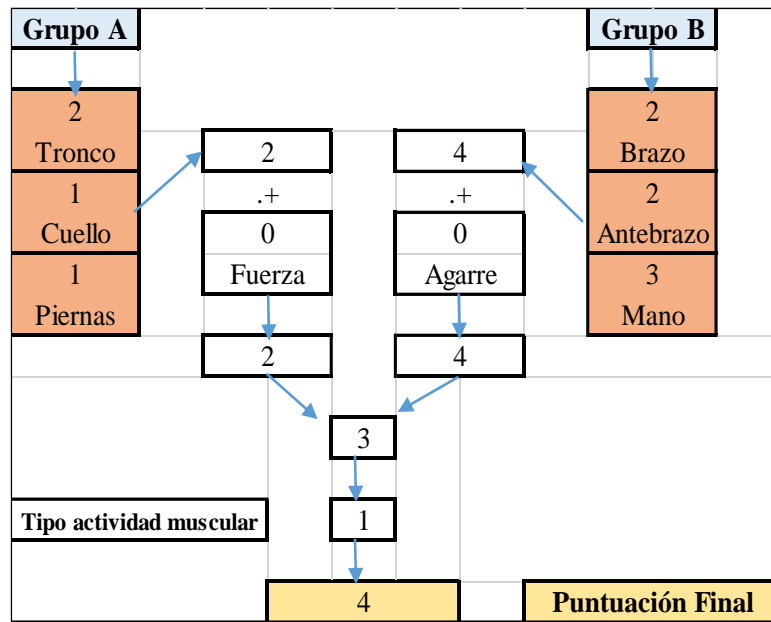 Grupo A
Grupo B
2
Tronco
1
Cuello
1
Piernas
2
.+
0
Fuerza
2
4
.+
0
Agarre
4
2
Brazo
2
Antebrazo
3
Mano
3
Tipo actividad muscular
1
4
Puntuación Final